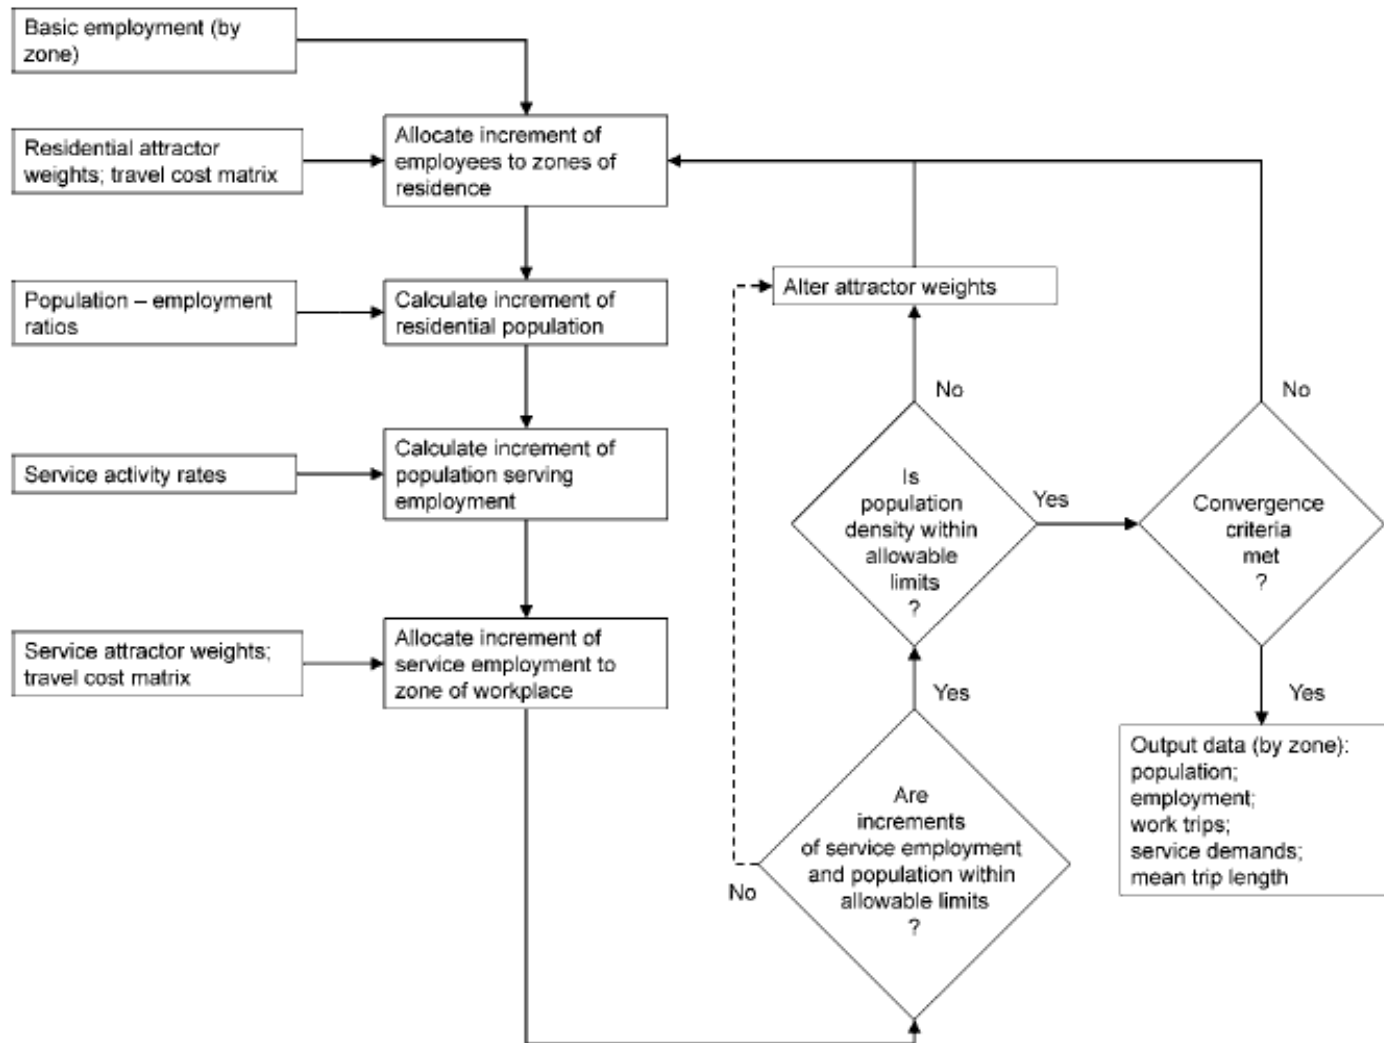 Basic employment (by
zone)
Residential attractor
weights; travel cost matrix
Allocate increment of
employees to zones of
residence
Population – employment
ratios
Calculate increment of
residential population
Alter attractor weights
No
No
Service activity rates
Calculate increment of
population serving
employment
Is
population
density within
allowable
limits
?
Yes
Convergence
criteria
met
?
Service attractor weights;
travel cost matrix
Allocate increment of
service employment to
zone of workplace
Yes
Yes
Are
increments
of service employment
and population within
allowable limits
?
No
Output data (by zone):
population;
employment;
work trips;
service demands;
mean trip length